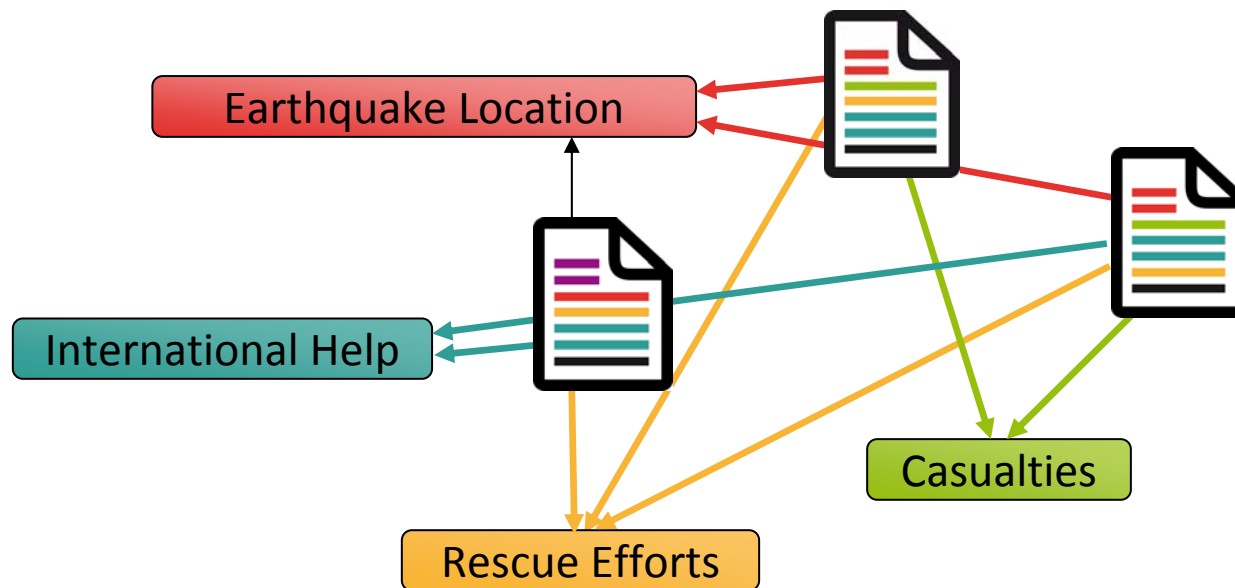 Earthquake Location
International Help
Casualties
Rescue Efforts